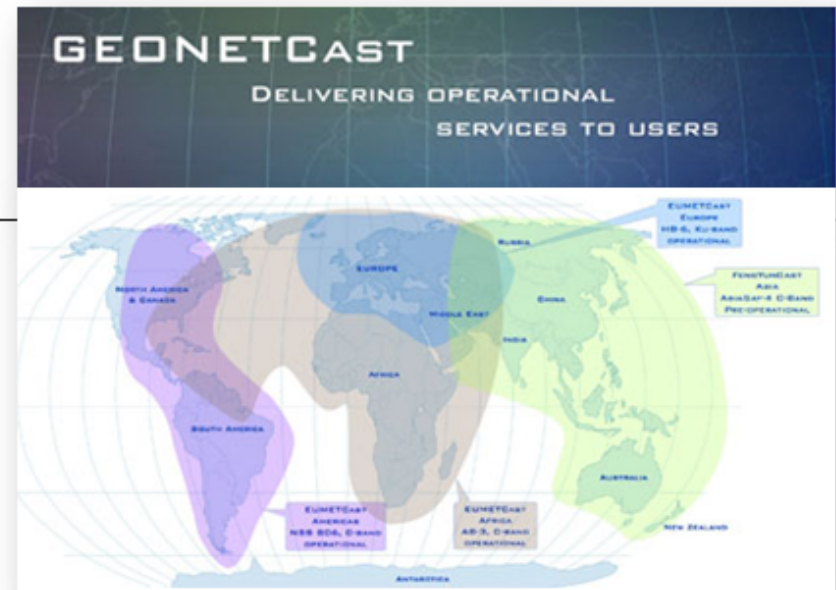 GEONETCast
Delivering operational
services to users
EUMETCast
Europe
HB-6, Ku-band
operational
Russia
Europe
FengYunCast
Asia
AsiaSat-4 C-Band
Pre-operational
North America
& Canada
China
Middle East
India
Africa
South America
Australia
EUMETCast
Americas
NSS 806, C-band
operational
EUMETCast
Africa
AB-3, C-band
operational
New Zealand
Antarctica